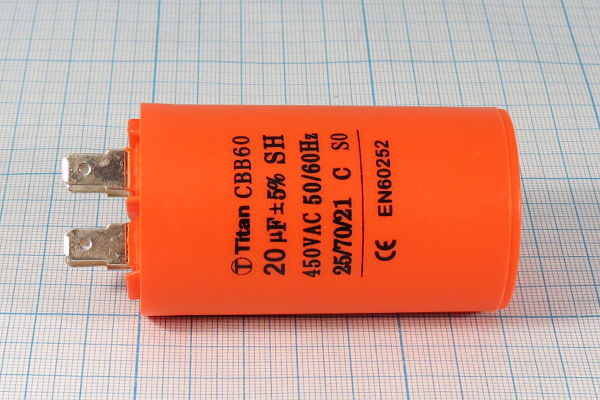 Titan CBB60
20 µF±5% SH
450VAC 50/60Hz
25/70/21 C S0
CE EN60252